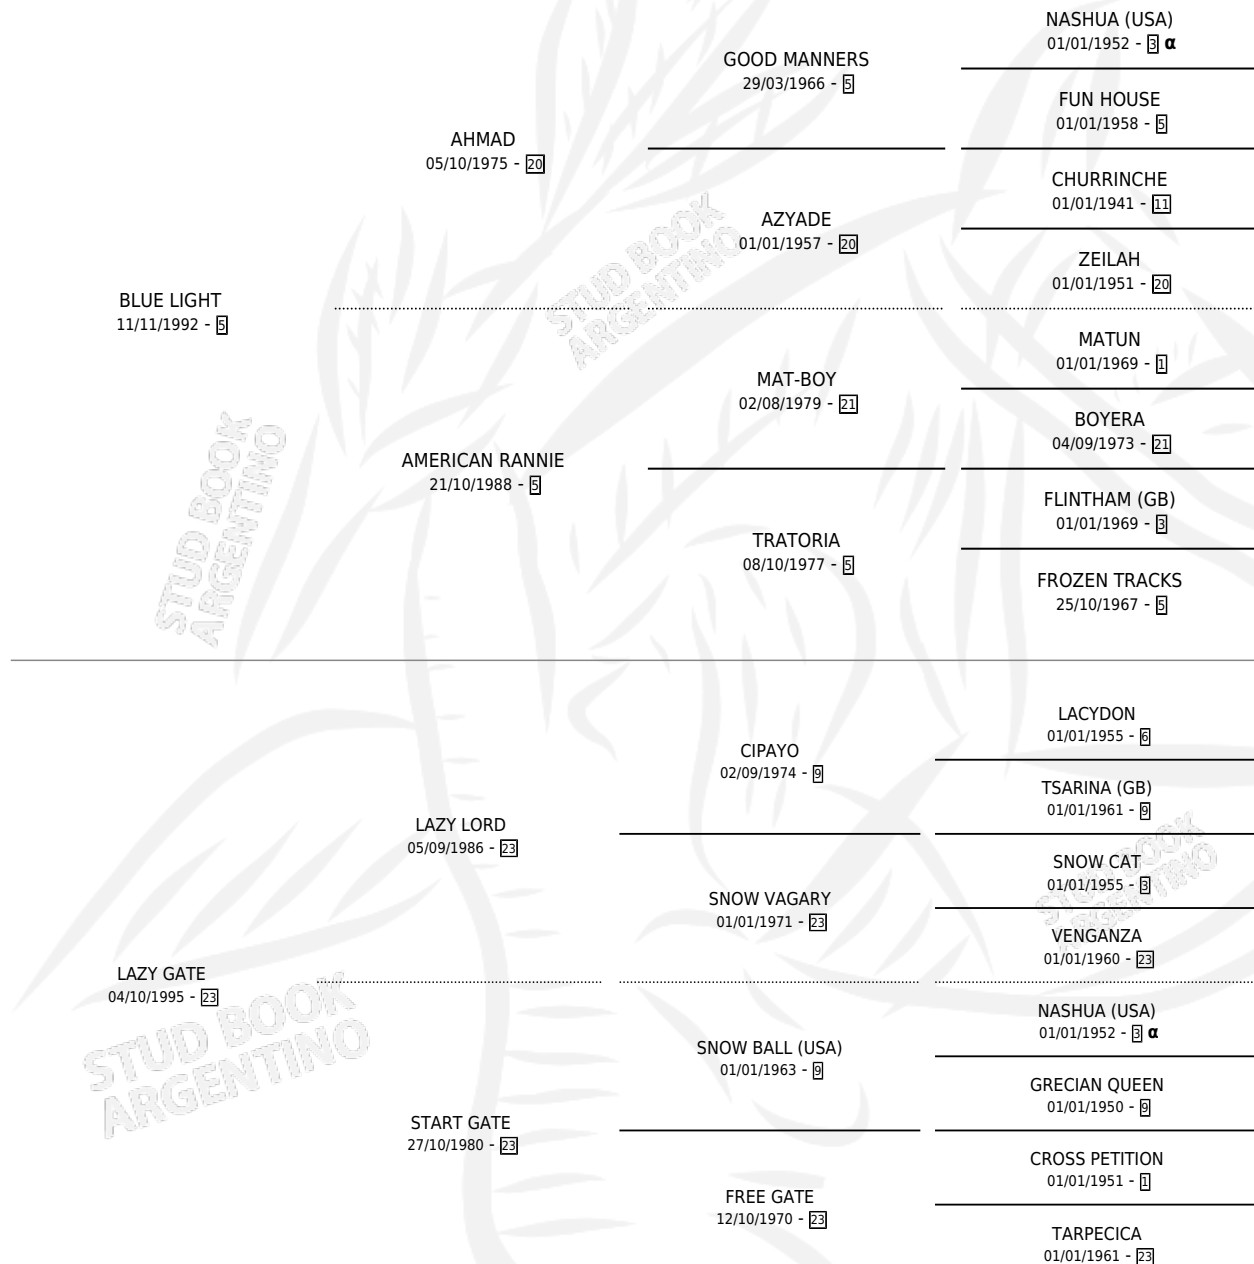 NASHUA (USA)
01/01/1952 - 3 α
GOOD MANNERS
29/03/1966 - 5
FUN HOUSE
01/01/1958 - 5
AHMAD
05/10/1975 - 20
CHURRINCHE
01/01/1941 - 11
AZYADE
01/01/1957 - 20
ZEILAH
01/01/1951 - 20
BLUE LIGHT
11/11/1992 - 5
STUD BOOK
ARGENTINO
MATUN
01/01/1969 - 1
MAT-BOY
02/08/1979 - 21
BOYERA
04/09/1973 - 21
AMERICAN RANNIE
21/10/1988 - 5
FLINTHAM (GB)
01/01/1969 - 3
TRATORIA
08/10/1977 - 5
FROZEN TRACKS
25/10/1967 - 5
STUD BOOK
ARGENTINO
LACYDON
01/01/1955 - 6
CIPAYO
02/09/1974 - 9
TSARINA (GB)
01/01/1961 - 9
LAZY LORD
05/09/1986 - 23
SNOW CAT
01/01/1955 - 3
STUD BOOK
ARGENTINO
SNOW VAGARY
01/01/1971 - 23
VENGANZA
01/01/1960 - 23
LAZY GATE
04/10/1995 - 23
STUD BOOK
ARGENTINO
NASHUA (USA)
01/01/1952 - 3 α
SNOW BALL (USA)
01/01/1963 - 9
GRECIAN QUEEN
01/01/1950 - 9
START GATE
27/10/1980 - 23
CROSS PETITION
01/01/1951 - 1
FREE GATE
12/10/1970 - 23
TARPECICA
01/01/1961 - 23